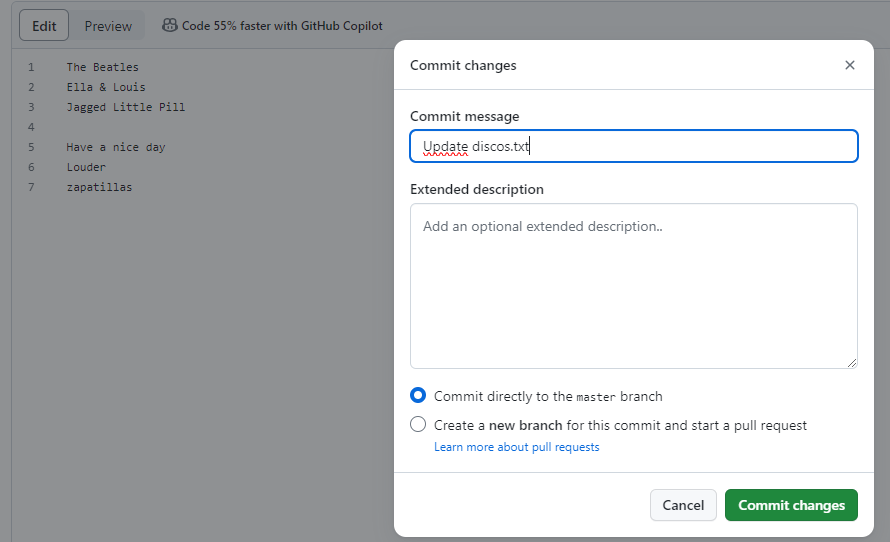 Edit Preview Code 55% faster with GitHub Copilot
1 The Beatles
2 Ella & Louis
3 Jagged Little Pill
4
5 Have a nice day
6 Louder
7 zapatillas
Commit changes
Commit message
Update discos.txt
Extended description
Add an optional extended description..
Commit directly to the master branch
Create a new branch for this commit and start a pull request
Learn more about pull requests
Cancel Commit changes